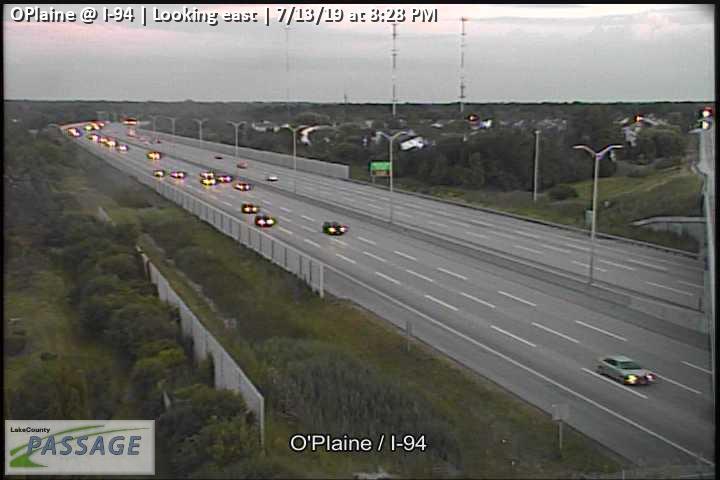 OPlaine @ I-94 | Looking east | 7/13/19 at 8:28 PM
LakeCounty
PASSAGE
O'Plaine / I-94